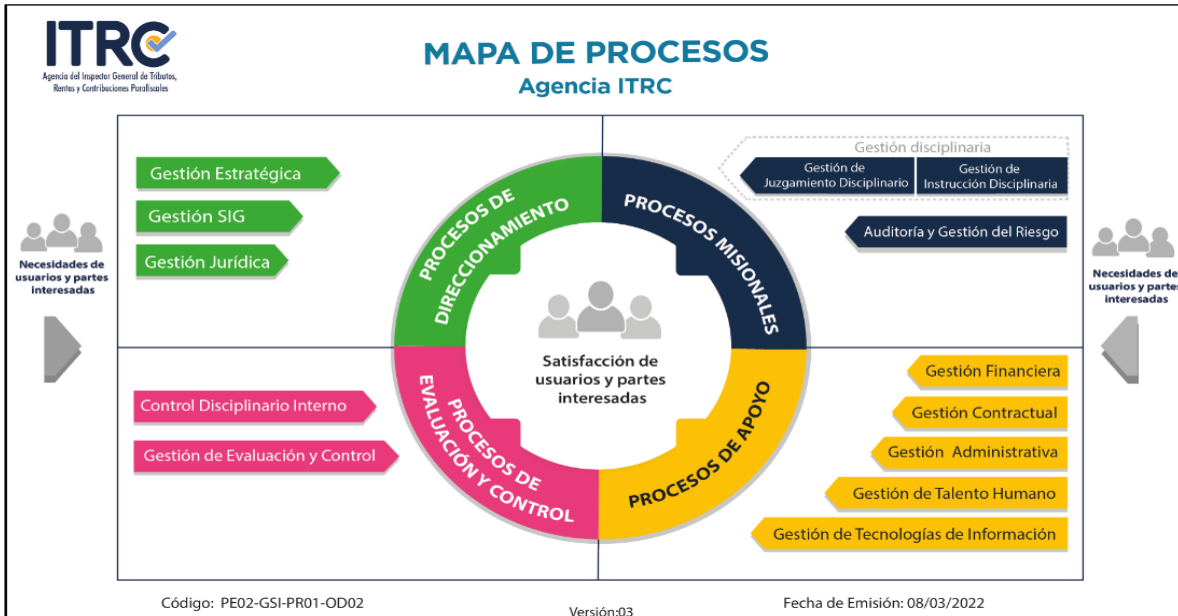 ITRC
Agencia del Inspector General de Tributos,
Rentas y Contribuciones Parafiscales
MAPA DE PROCESOS
Agencia ITRC
Necesidades de
usuarios y partes
interesadas
Gestión Estratégica
Gestión SIG
Gestión Jurídica
PROCESOS DE
DIRECCIONAMIENTO
PROCESOS MISIONALES
Gestión disciplinaria
Gestión de
Juzgamiento Disciplinario
Gestión de
Instrucción Disciplinaria
Auditoría y Gestión del Riesgo
Necesidades de
usuarios y partes
interesadas
Satisfacción de
usuarios y partes
interesadas
Control Disciplinario Interno
Gestión de Evaluación y Control
PROCESOS DE
EVALUACIÓN Y CONTROL
PROCESOS DE APOYO
Gestión Financiera
Gestión Contractual
Gestión Administrativa
Gestión de Talento Humano
Gestión de Tecnologías de Información
Código: PE02-GSI-PR01-OD02
Versión:03
Fecha de Emisión: 08/03/2022